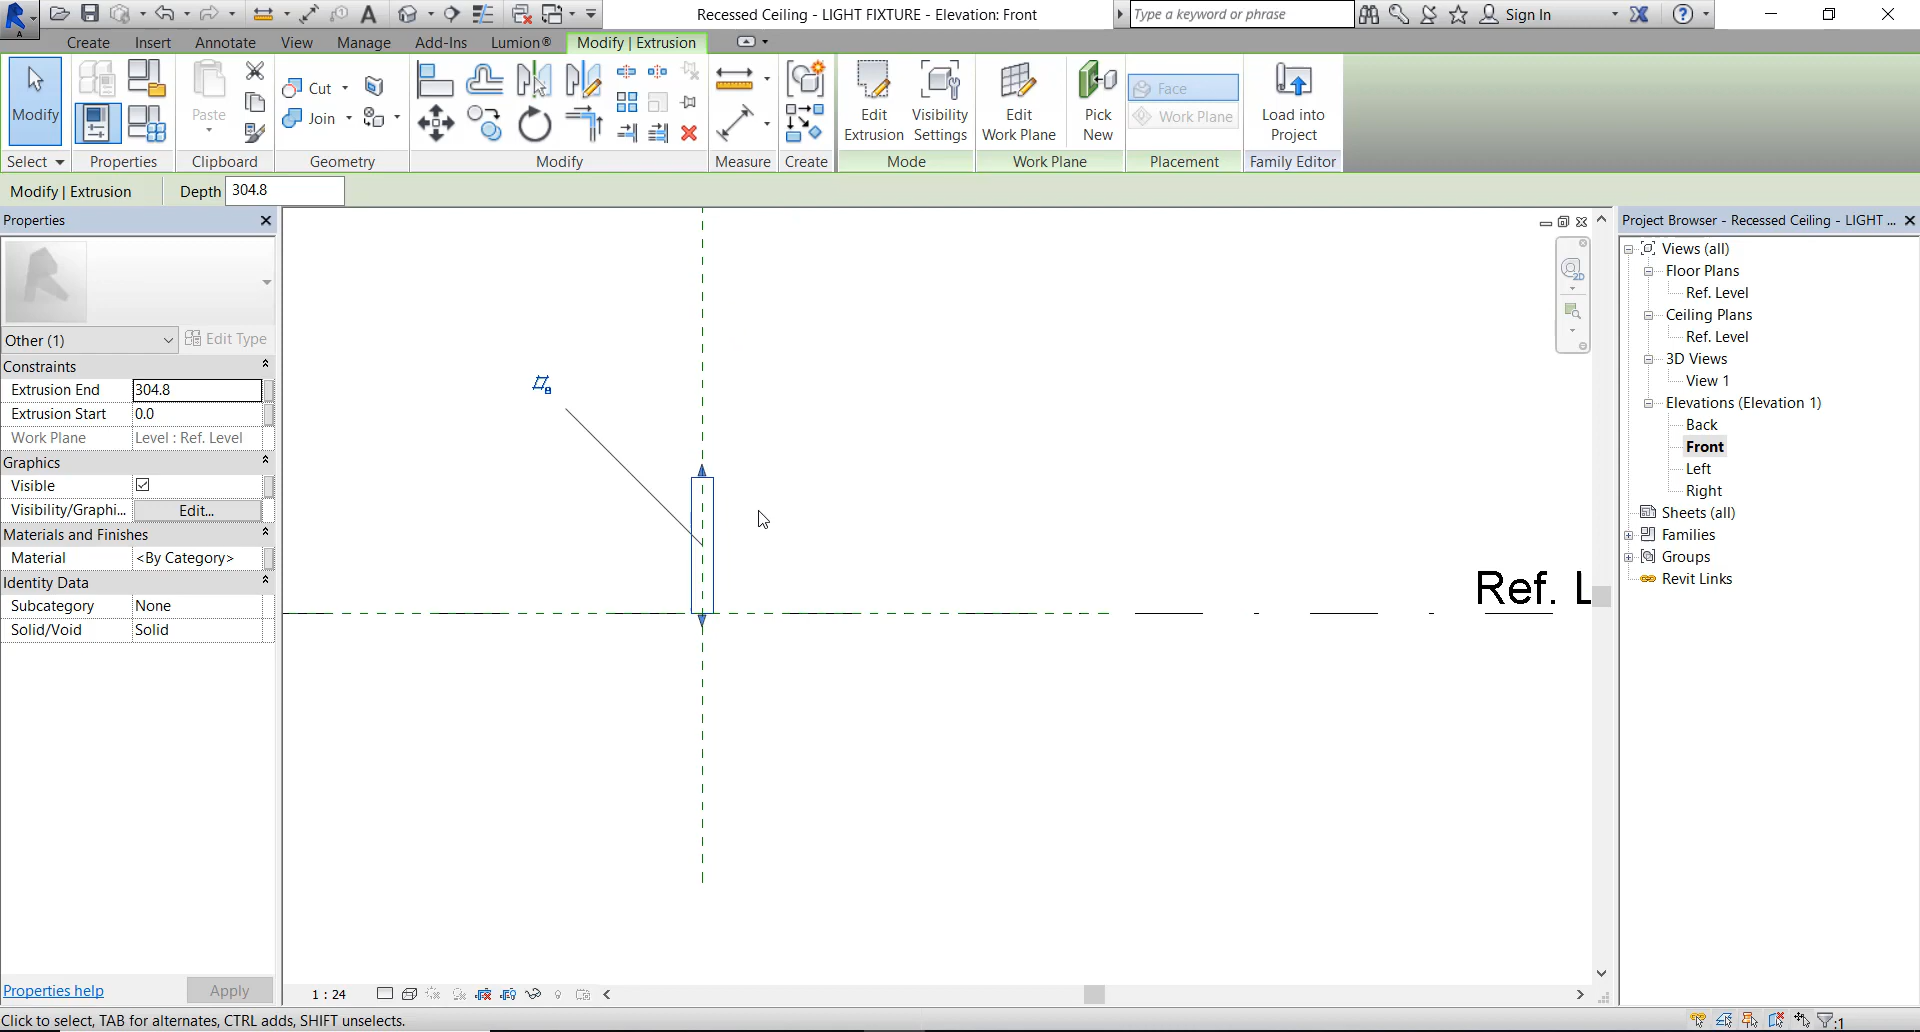 Recessed Ceiling - LIGHT FIXTURE - Elevation: Front
Type a keyword or phrase
Sign In
Create
Insert
Annotate
View
Manage
Add-Ins
Lumion®
Modify | Extrusion
Modify
Paste
Cut
Join
Edit
Extrusion
Visibility
Settings
Edit
Work Plane
Pick
New
Face
Work Plane
Load into
Project
Select
Properties
Clipboard
Geometry
Modify
Measure
Create
Mode
Work Plane
Placement
Family Editor
Modify | Extrusion
Depth 304.8
Properties
Other (1)
Edit Type
Constraints
Extrusion End 304.8
Extrusion Start 0.0
Work Plane Level : Ref. Level
Graphics
Visible
Visibility/Graphi... Edit...
Materials and Finishes
Material <By Category>
Identity Data
Subcategory None
Solid/Void Solid
Properties help
Apply
Ref. L
2D
1 : 24
Project Browser - Recessed Ceiling - LIGHT ...
Views (all)
Floor Plans
Ref. Level
Ceiling Plans
Ref. Level
3D Views
View 1
Elevations (Elevation 1)
Back
Front
Left
Right
Sheets (all)
Families
Groups
Revit Links
Click to select, TAB for alternates, CTRL adds, SHIFT unselects.
:1